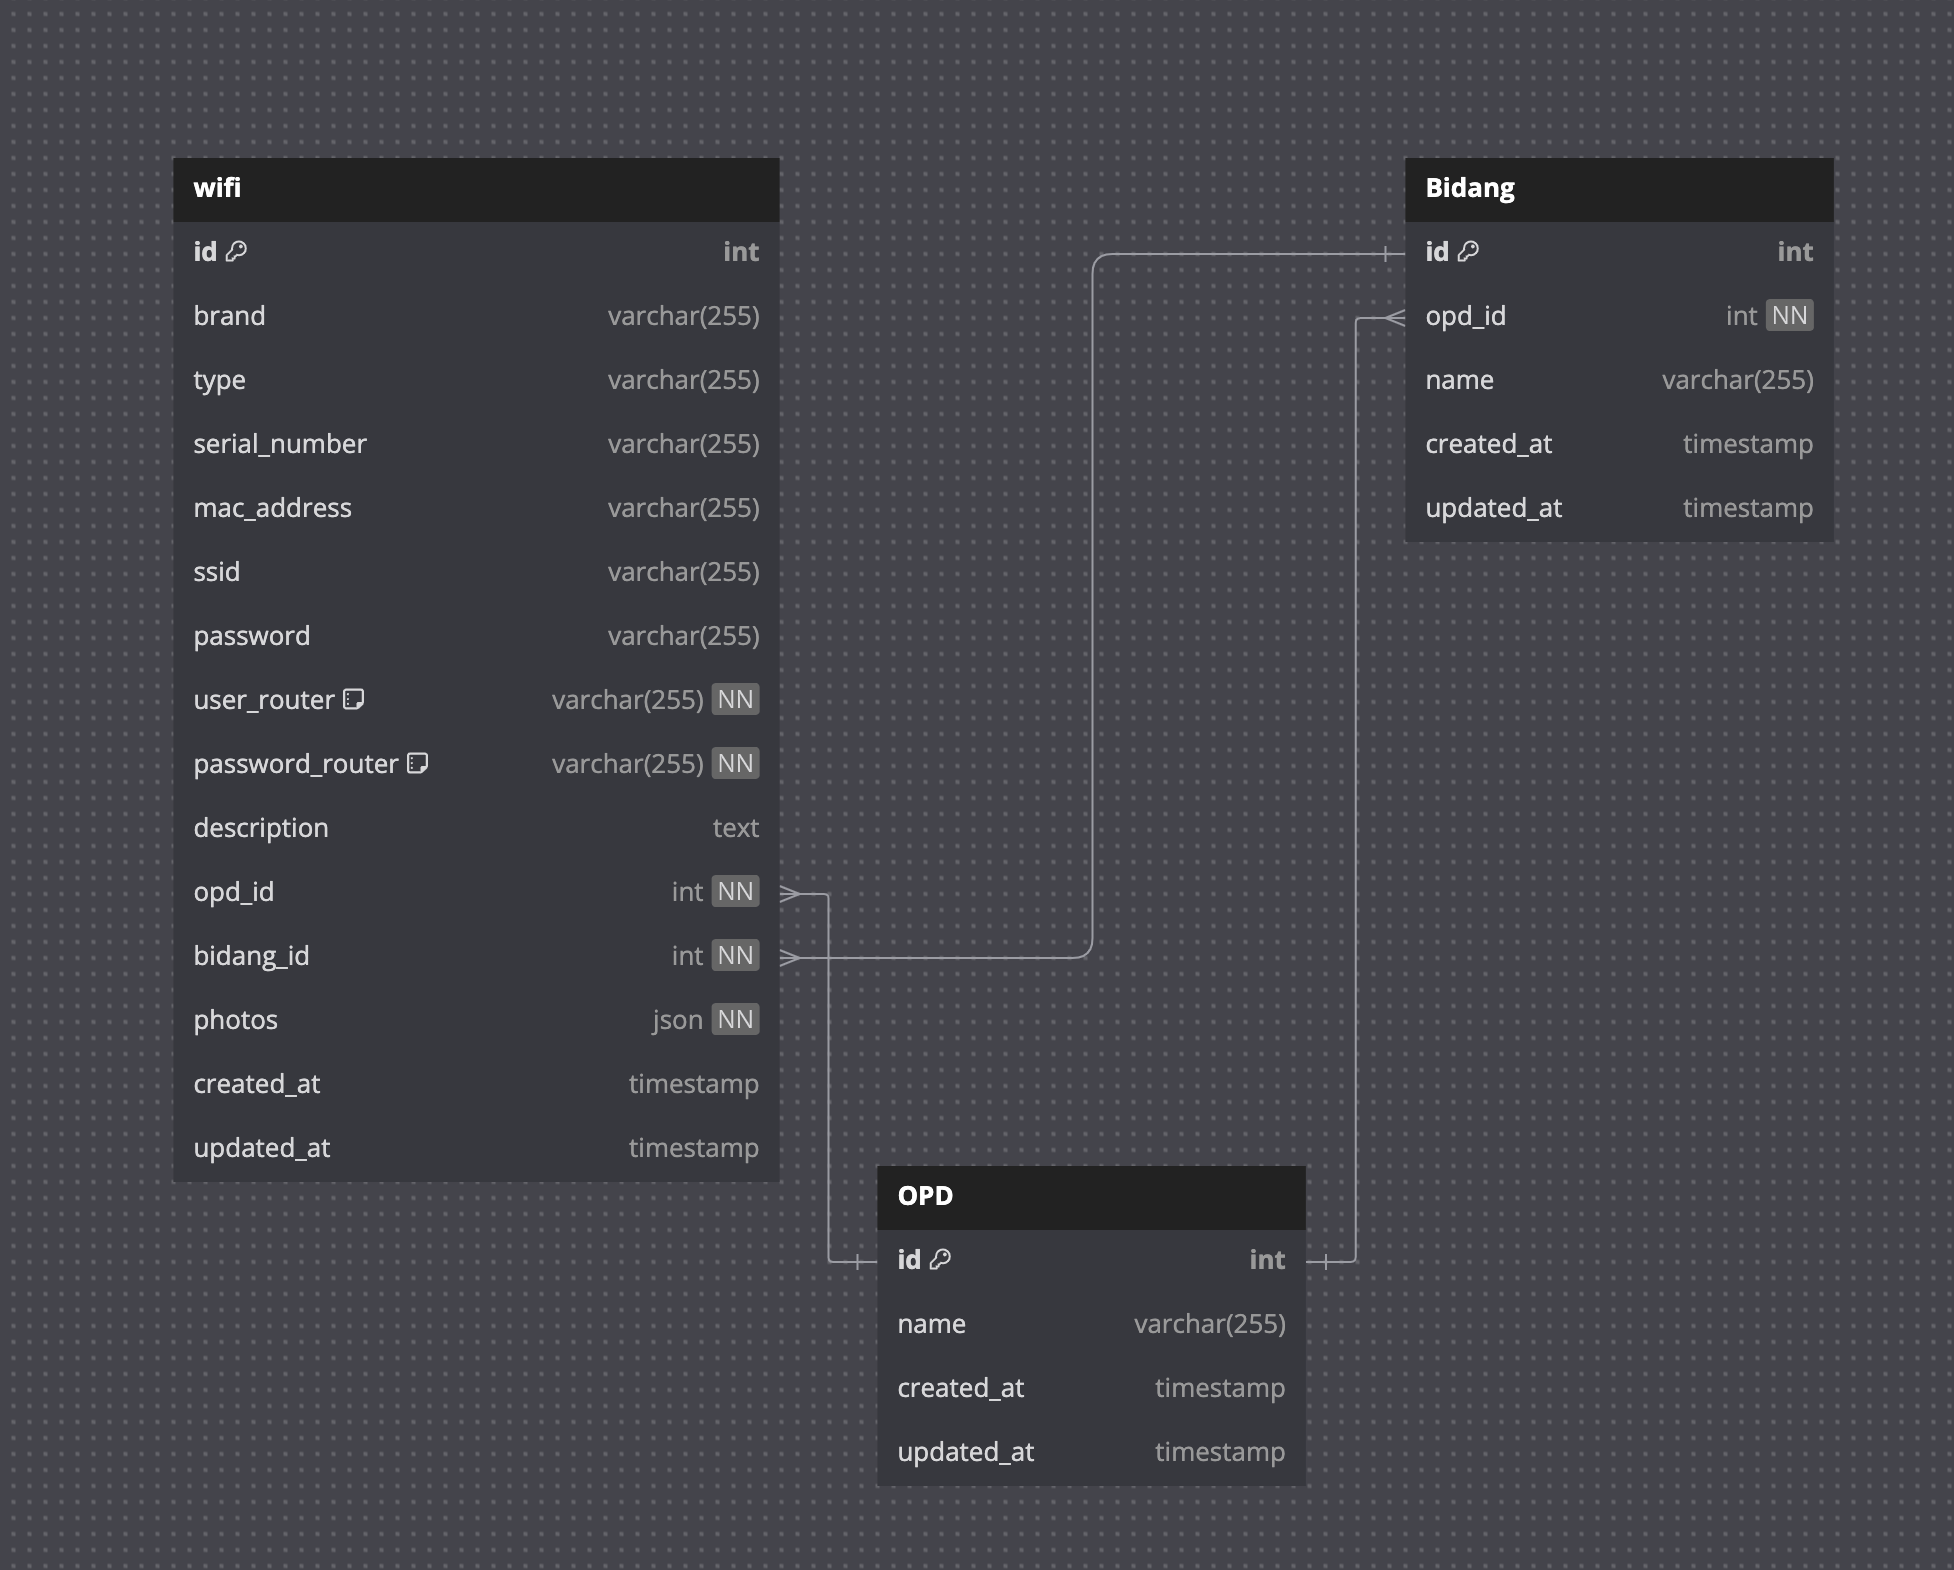 wifi
id int
brand varchar(255)
type varchar(255)
serial_number varchar(255)
mac_address varchar(255)
ssid varchar(255)
password varchar(255)
user_router varchar(255) NN
password_router varchar(255) NN
description text
opd_id int NN
bidang_id int NN
photos json NN
created_at timestamp
updated_at timestamp
Bidang
id int
opd_id int NN
name varchar(255)
created_at timestamp
updated_at timestamp
OPD
id int
name varchar(255)
created_at timestamp
updated_at timestamp